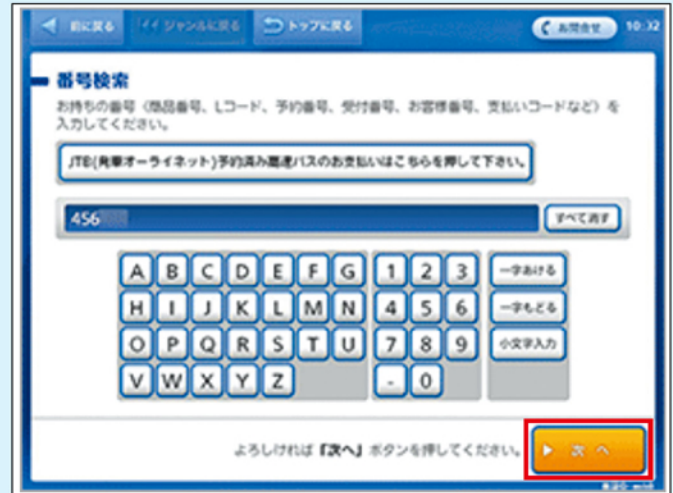 前に戻る ジャンルに戻る トップに戻る お問合せ 10:32
番号検索
お持ちの番号（商品番号、Lコード、予約番号、受付番号、お客様番号、支払いコードなど）を
入力してください。
JTB(発車オーライネット)予約済み高速バスのお支払いはこちらを押して下さい。
456 すべて消す
A B C D E F G 1 2 3 一字あける
H I J K L M N 4 5 6 一字もどる
O P Q R S T U 7 8 9 小文字入力
V W X Y Z - 0
よろしければ「次へ」ボタンを押してください。 次へ